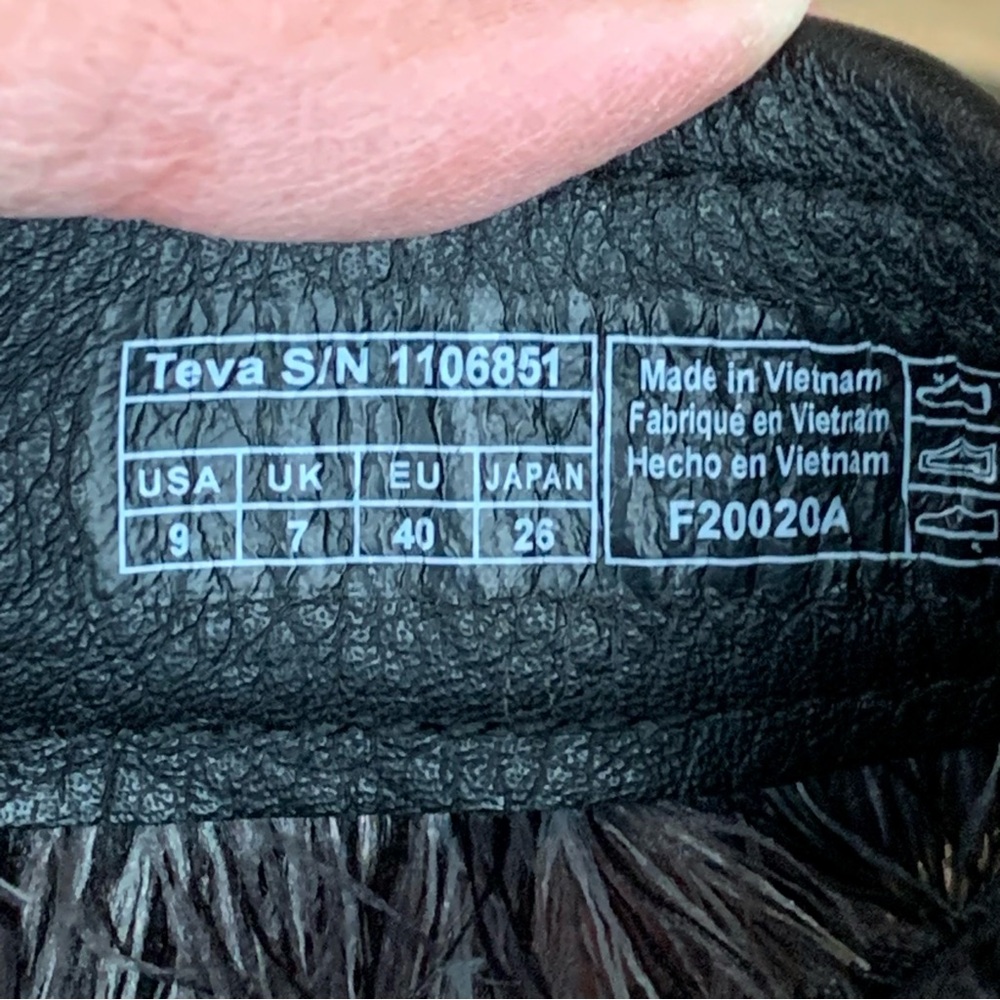 Teva S/N 1106851
USA UK EU JAPAN
9 7 40 26
Made in Vietnam
Fabriqué en Vietnam
Hecho en Vietnam
F20020A